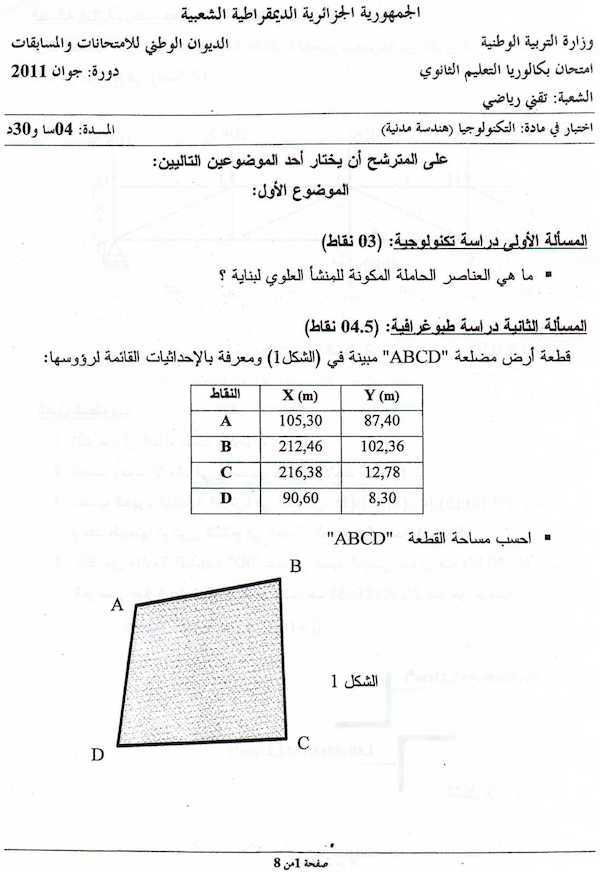 الجمهورية الجزائرية الديمقراطية الشعبية
وزارة التربية الوطنية الديوان الوطني للامتحانات والمسابقات
امتحان بكالوريا التعليم الثانوي دورة: جوان 2011
الشعبة: تقني رياضي
اختبار في مادة: التكنولوجيا (هندسة مدنية) المـدة: 04سا و30د
على المترشح أن يختار أحد الموضوعين التاليين:
الموضوع الأول:
المسألة الأولى دراسة تكنولوجية: (03 نقاط)
▪ ما هي العناصر الحاملة المكونة للمنشأ العلوي لبناية ؟
المسألة الثانية دراسة طبوغرافية: (04.5 نقاط)
قطعة أرض مضلعة "ABCD" مبينة في (الشكل1) ومعرفة بالإحداثيات القائمة لرؤوسها:
النقاط X (m) Y (m)
A 105,30 87,40
B 212,46 102,36
C 216,38 12,78
D 90,60 8,30
▪ احسب مساحة القطعة "ABCD"
B
A
الشكل 1
C
D
صفحة 1من 8